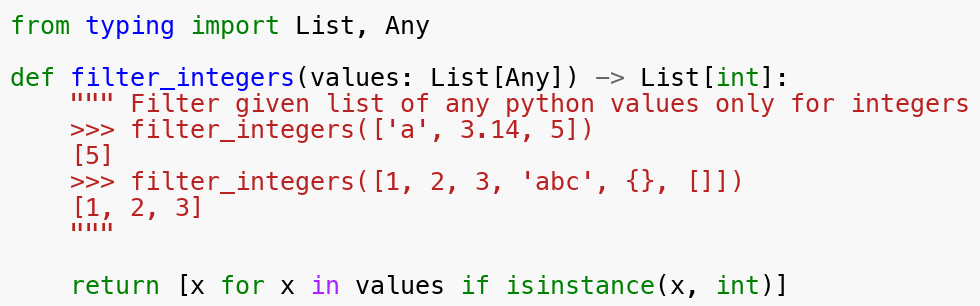 from typing import List, Any

def filter_integers(values: List[Any]) -> List[int]:
    """ Filter given list of any python values only for integers
    >>> filter_integers(['a', 3.14, 5])
    [5]
    >>> filter_integers([1, 2, 3, 'abc', {}, []])
    [1, 2, 3]
    """

    return [x for x in values if isinstance(x, int)]